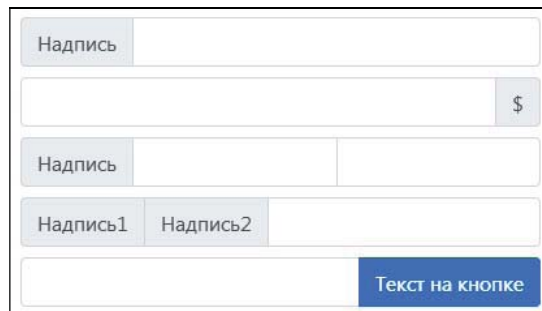 Надпись
$
Надпись
Надпись1 Надпись2
Текст на кнопке